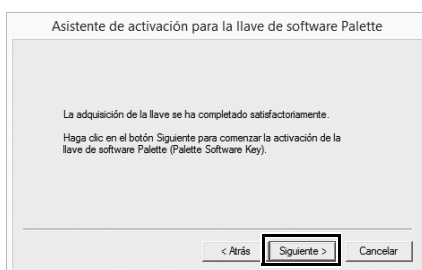 Asistente de activación para la llave de software Palette
La adquisición de la llave se ha completado satisfactoriamente.
Haga clic en el botón Siguiente para comenzar la activación de la
llave de software Palette (Palette Software Key).
< Atrás Siguiente > Cancelar